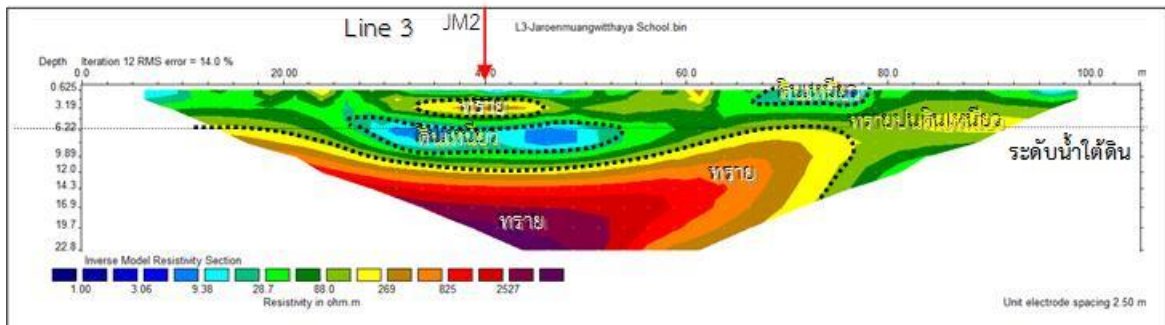 Line 3 JM2 L3-Jaroenmuangwitthaya School.bin
Depth Iteration 12 RMS error = 14.0 %
0.0 20.00 40.0 60.0 80.0 100.0 m
0.625
3.19
6.22
9.89
12.0
14.3
16.9
19.7
22.8
ทราย
ดินเหนียว
ดินเหนียว
ทรายปนดินเหนียว
ระดับน้ำใต้ดิน
ทราย
ทราย
Inverse Model Resistivity Section
1.00 3.06 9.38 28.7 88.0 269 825 2527
Resistivity in ohm.m
Unit electrode spacing 2.50 m